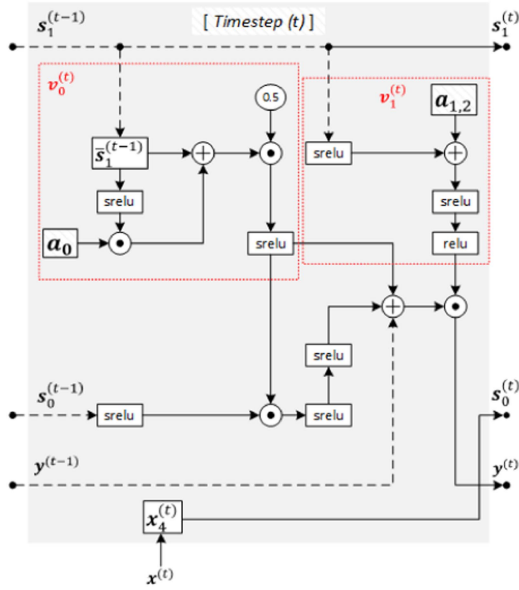 s₁^(t−1)
[ Timestep (t) ]
s₁^(t)
v₀^(t)
0.5
v₁^(t)
a₁,₂
s̄₁^(t−1)
srelu
srelu
srelu
a₀
srelu
relu
srelu
s₀^(t−1)
s₀^(t)
srelu
srelu
y^(t−1)
y^(t)
x₄^(t)
x^(t)